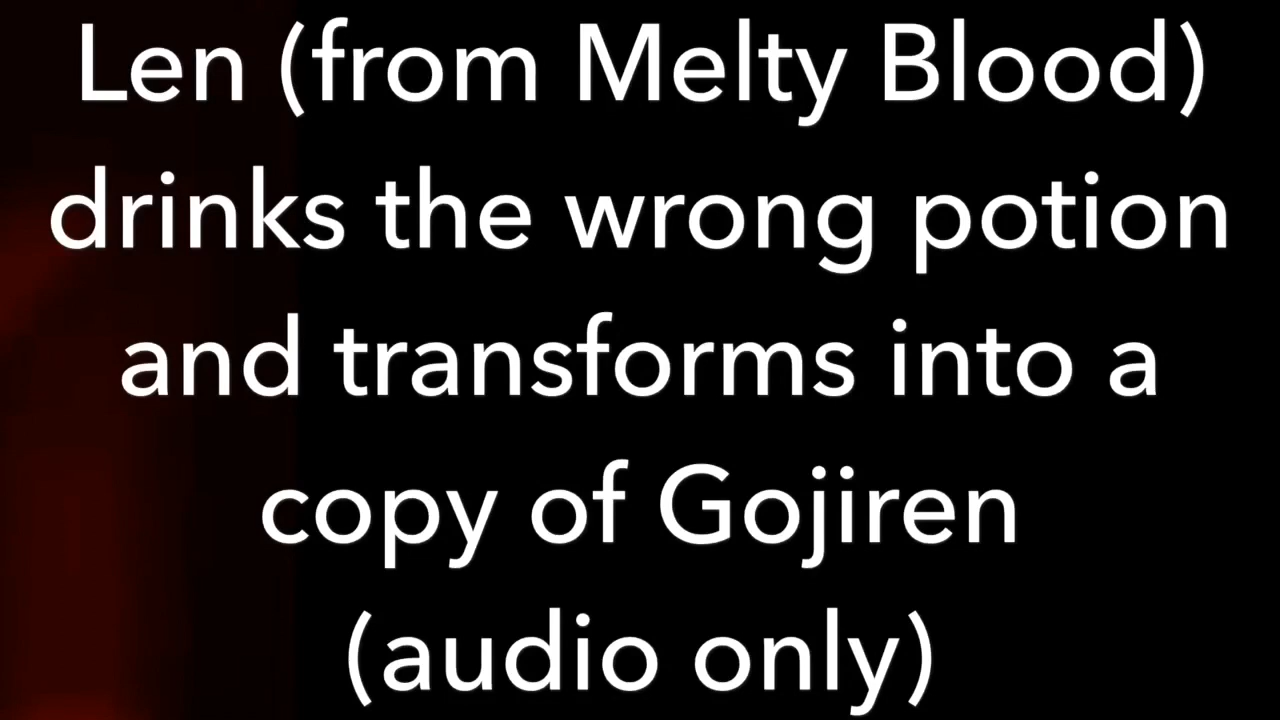 Len (from Melty Blood)
drinks the wrong potion
and transforms into a
copy of Gojiren
(audio only)